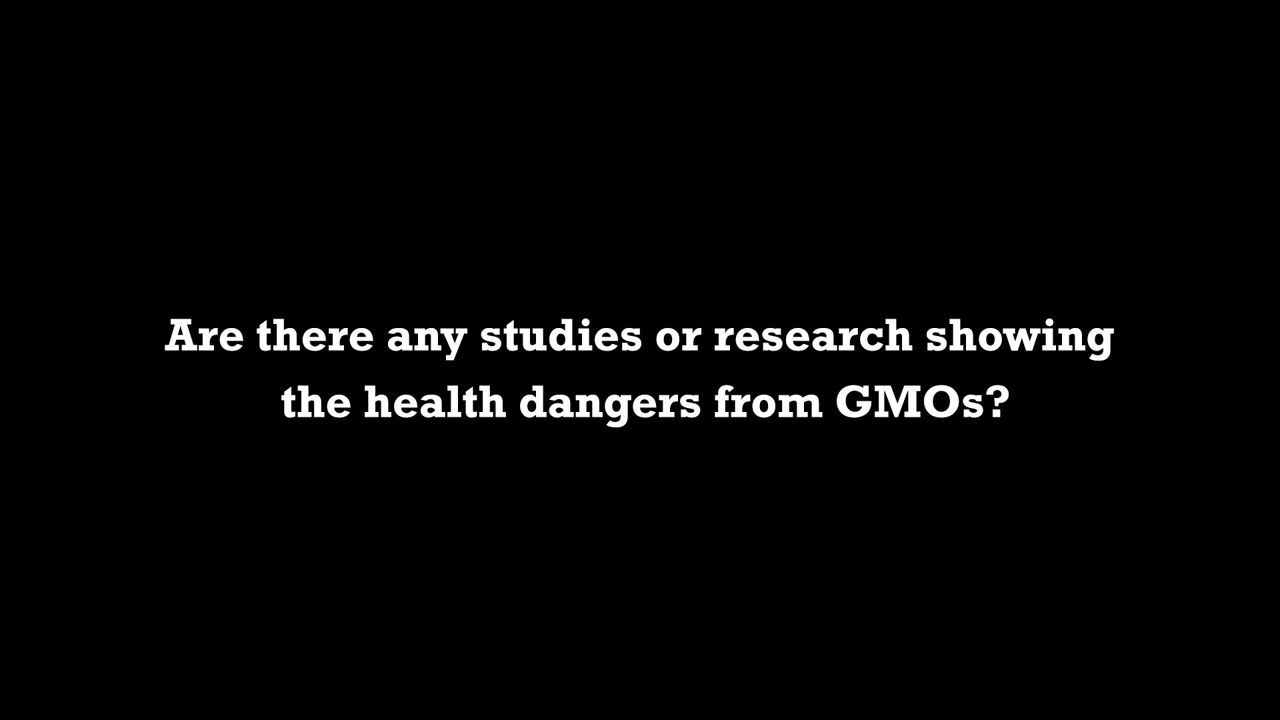 Are there any studies or research showing
the health dangers from GMOs?